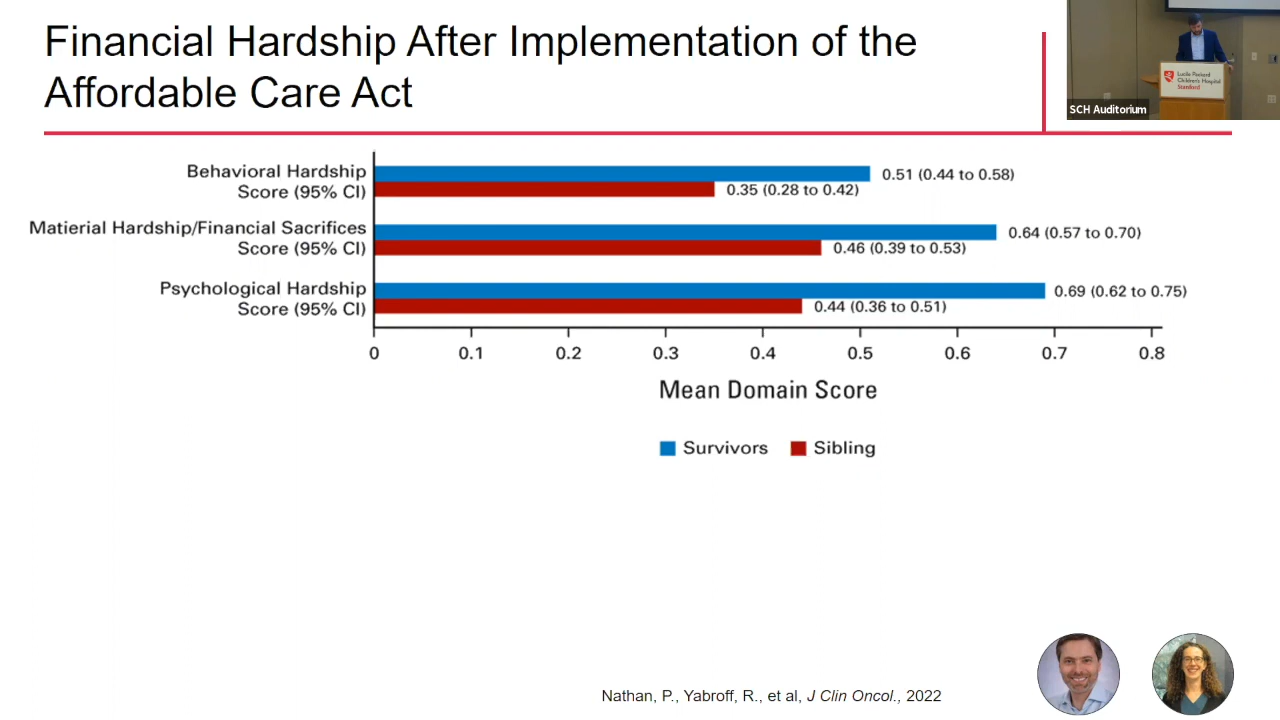 Financial Hardship After Implementation of the
Affordable Care Act
Lucile Packard
Children's Hospital
Stanford
SCH Auditorium
Behavioral Hardship
Score (95% CI)
0.51 (0.44 to 0.58)
0.35 (0.28 to 0.42)
Matierial Hardship/Financial Sacrifices
Score (95% CI)
0.64 (0.57 to 0.70)
0.46 (0.39 to 0.53)
Psychological Hardship
Score (95% CI)
0.69 (0.62 to 0.75)
0.44 (0.36 to 0.51)
0 0.1 0.2 0.3 0.4 0.5 0.6 0.7 0.8
Mean Domain Score
Survivors Sibling
Nathan, P., Yabroff, R., et al, J Clin Oncol., 2022